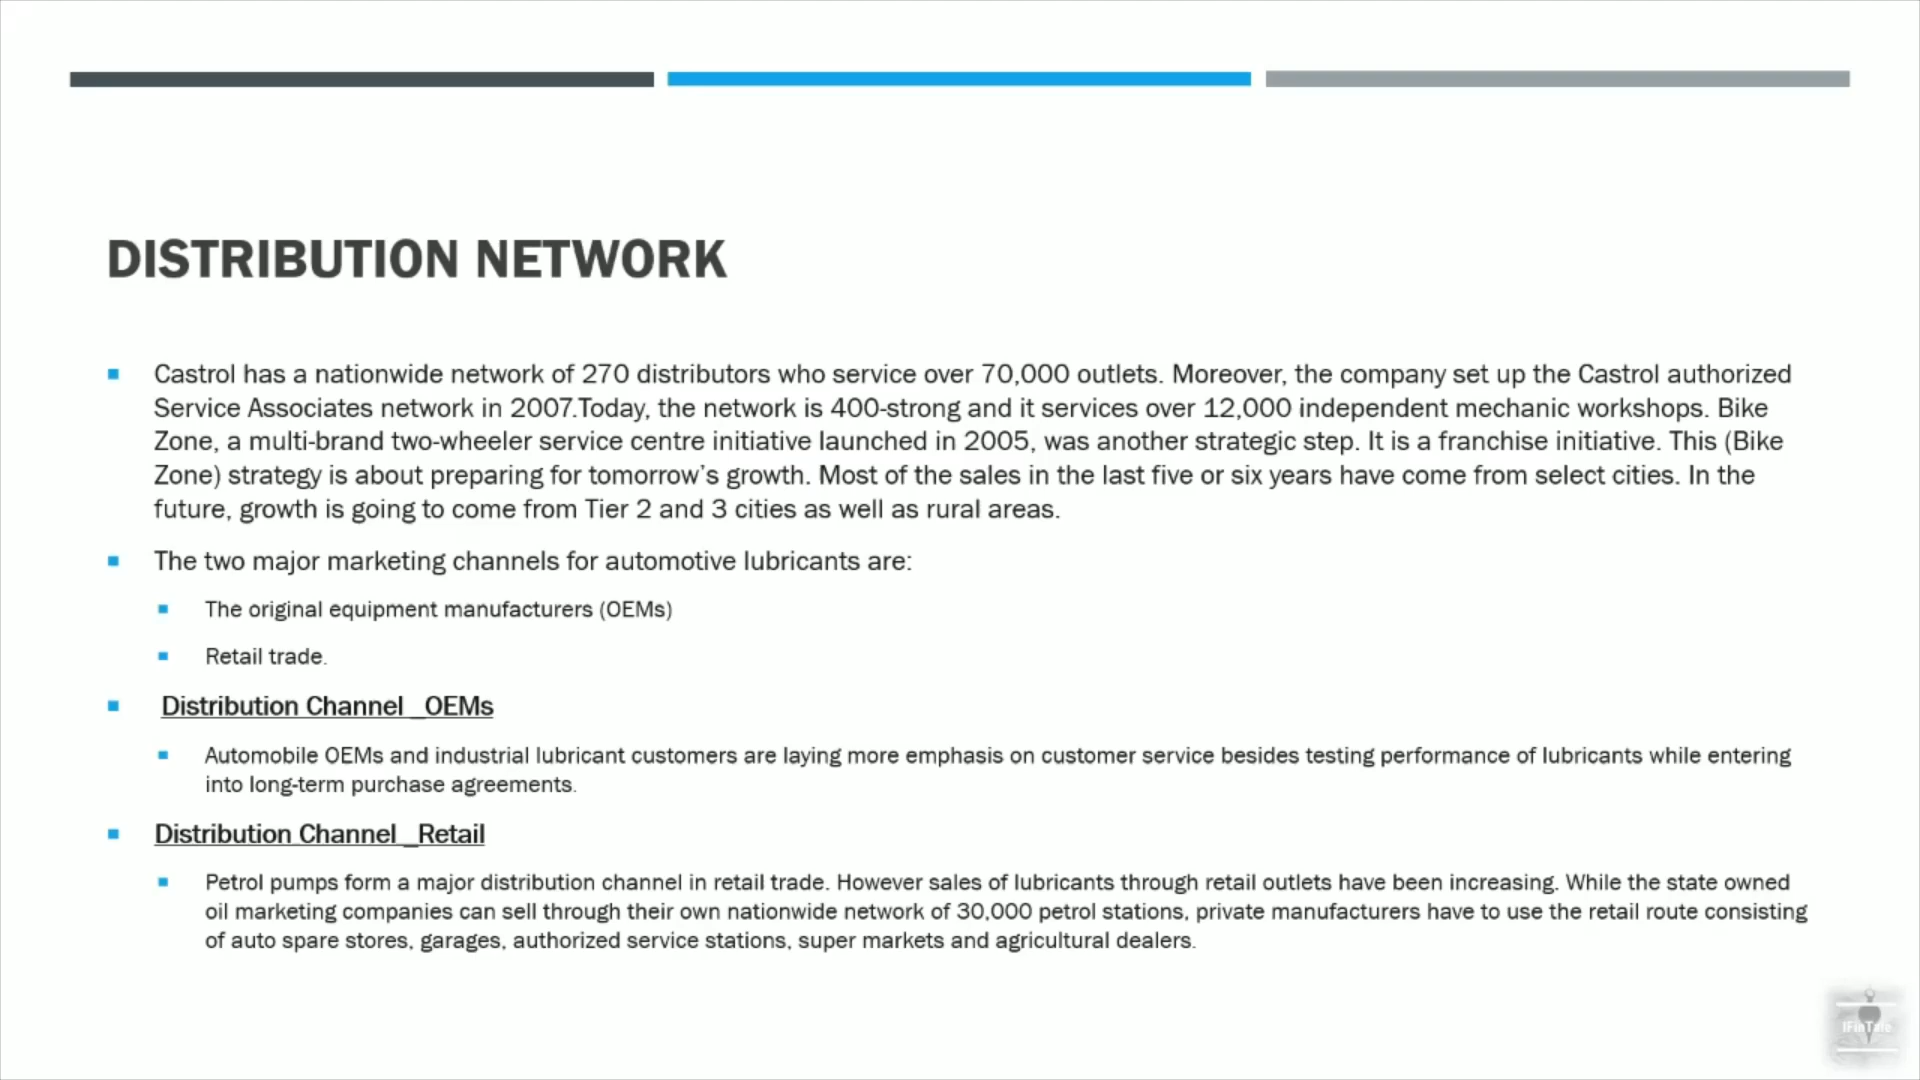 DISTRIBUTION NETWORK
Castrol has a nationwide network of 270 distributors who service over 70,000 outlets. Moreover, the company set up the Castrol authorized
Service Associates network in 2007.Today, the network is 400-strong and it services over 12,000 independent mechanic workshops. Bike
Zone, a multi-brand two-wheeler service centre initiative launched in 2005, was another strategic step. It is a franchise initiative. This (Bike
Zone) strategy is about preparing for tomorrow's growth. Most of the sales in the last five or six years have come from select cities. In the
future, growth is going to come from Tier 2 and 3 cities as well as rural areas.
The two major marketing channels for automotive lubricants are:
The original equipment manufacturers (OEMs)
Retail trade.
Distribution Channel _OEMs
Automobile OEMs and industrial lubricant customers are laying more emphasis on customer service besides testing performance of lubricants while entering
into long-term purchase agreements.
Distribution Channel _Retail
Petrol pumps form a major distribution channel in retail trade. However sales of lubricants through retail outlets have been increasing. While the state owned
oil marketing companies can sell through their own nationwide network of 30,000 petrol stations, private manufacturers have to use the retail route consisting
of auto spare stores, garages, authorized service stations, super markets and agricultural dealers.